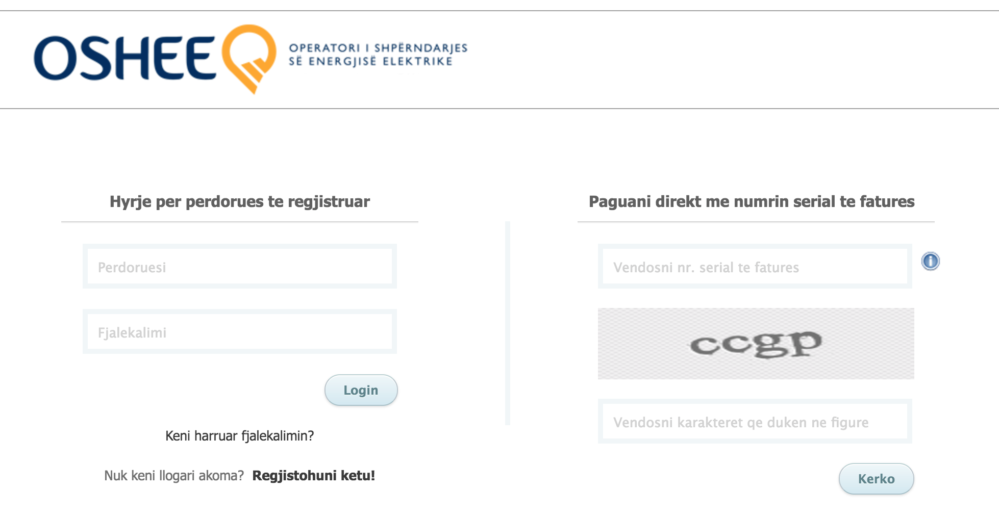 OSHEE
OPERATORI I SHPËRNDARJES
SË ENERGJISË ELEKTRIKE
Hyrje per perdorues te regjistruar
Perdoruesi
Fjalekalimi
Login
Keni harruar fjalekalimin?
Nuk keni llogari akoma? Regjistohuni ketu!
Paguani direkt me numrin serial te fatures
Vendosni nr. serial te fatures
ccgp
Vendosni karakteret qe duken ne figure
Kerko